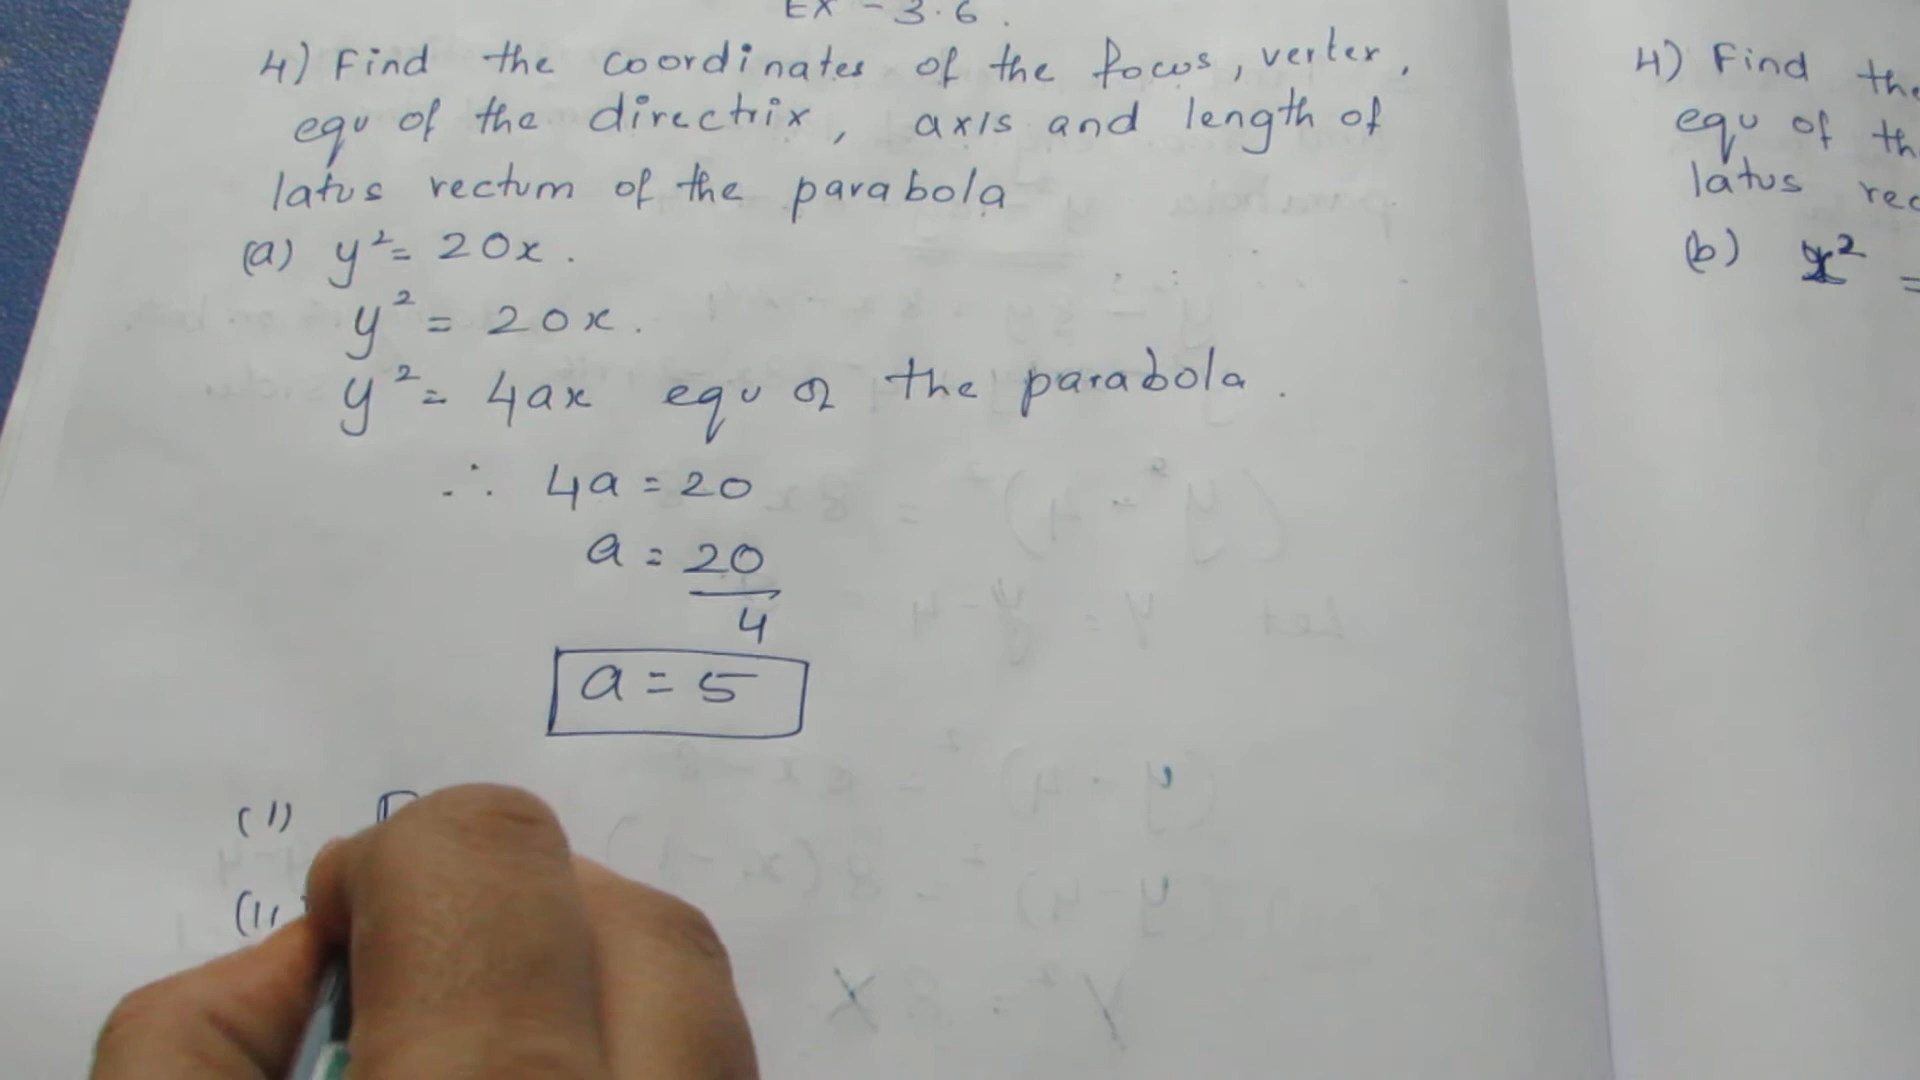 Ex - 3.6.
4) Find the coordinates of the focus, vertex,
equ of the directrix, axis and length of
latus rectum of the parabola
(a) y² = 20x.
y² = 20x.
y² = 4ax equ of the parabola.
∴ 4a = 20
a = 20/4
a = 5
(i)
4) Find the
equ of th
latus rec
(b) x² =